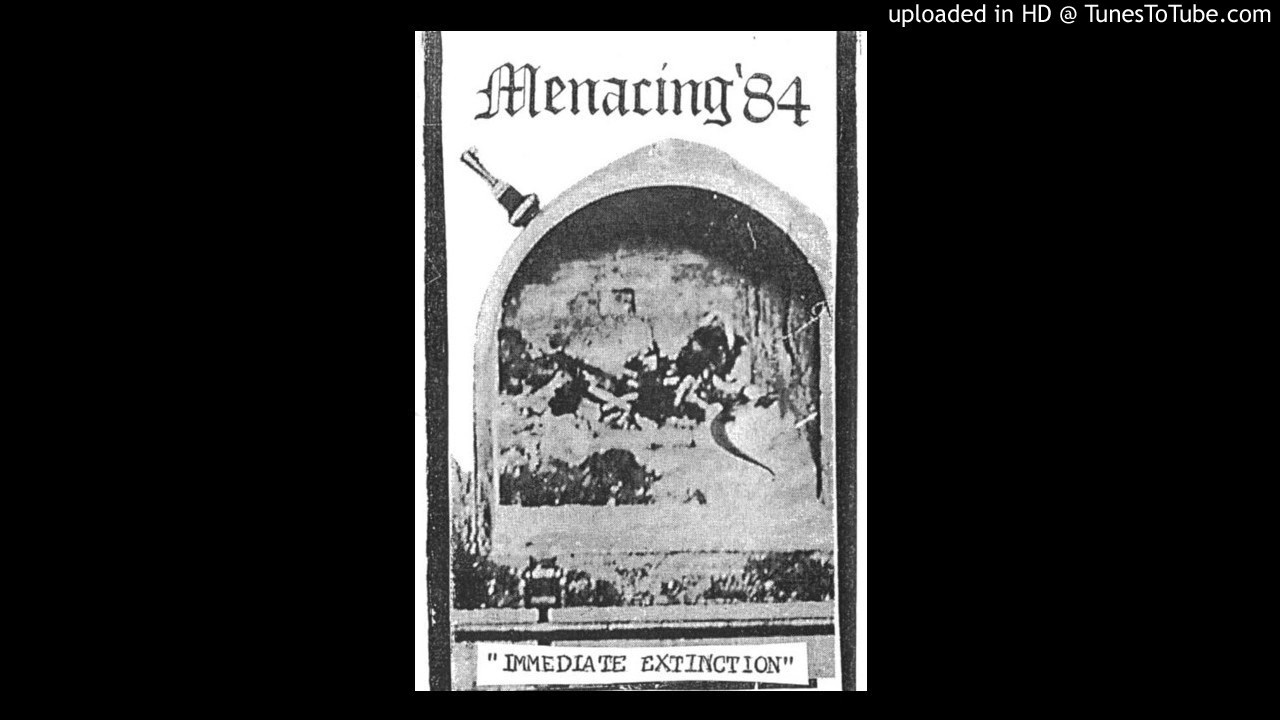 uploaded in HD @ TunesToTube.com
Menacing '84
"IMMEDIATE EXTINCTION"